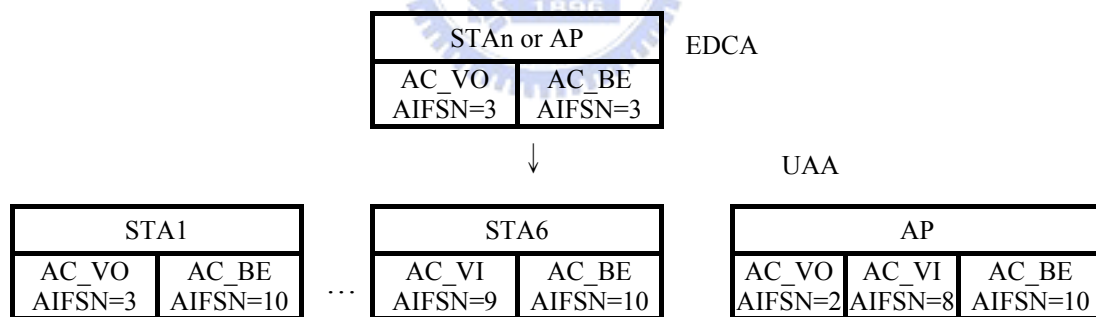 1896
STAn or AP
EDCA
AC_VO AC_BE
AIFSN=3 AIFSN=3
↓
UAA
STA1 STA6 AP
AC_VO AC_BE AC_VI AC_BE AC_VO AC_VI AC_BE
AIFSN=3 AIFSN=10 … AIFSN=9 AIFSN=10 AIFSN=2 AIFSN=8 AIFSN=10